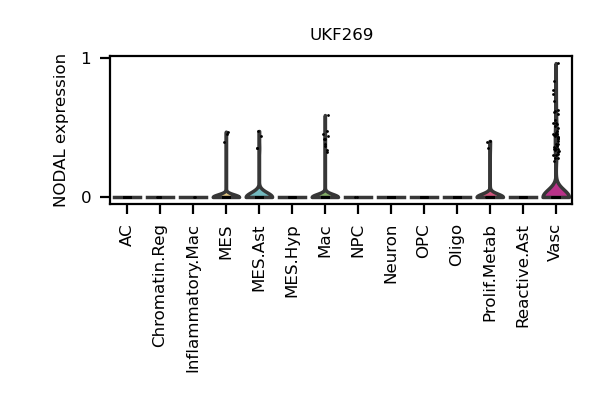 UKF269
NODAL expression
1
0
AC
Chromatin.Reg
Inflammatory.Mac
MES
MES.Ast
MES.Hyp
Mac
NPC
Neuron
OPC
Oligo
Prolif.Metab
Reactive.Ast
Vasc